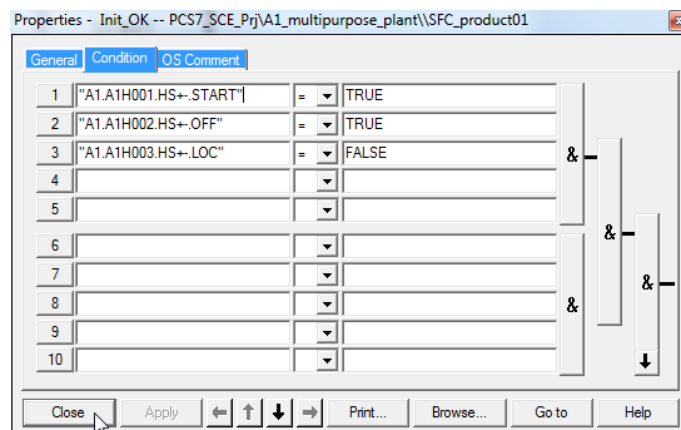 Properties - Init_OK -- PCS7_SCE_Prj\A1_multipurpose_plant\\SFC_product01
General Condition OS Comment
1 "A1.A1H001.HS+-.START" = TRUE
2 "A1.A1H002.HS+-.OFF" = TRUE
3 "A1.A1H003.HS+-.LOC" = FALSE
&
4
5
&
6
7
&
8
&
9
10
Close Apply Print... Browse... Go to Help